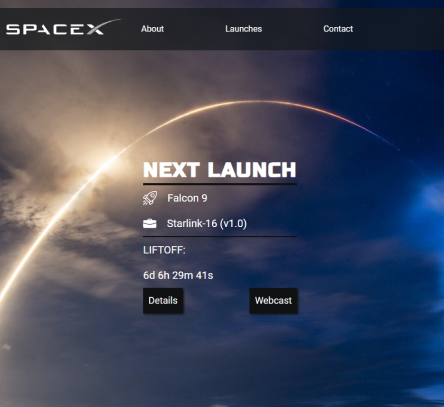 SPACEX
About
Launches
Contact
NEXT LAUNCH
Falcon 9
Starlink-16 (v1.0)
LIFTOFF:
6d 6h 29m 41s
Details
Webcast